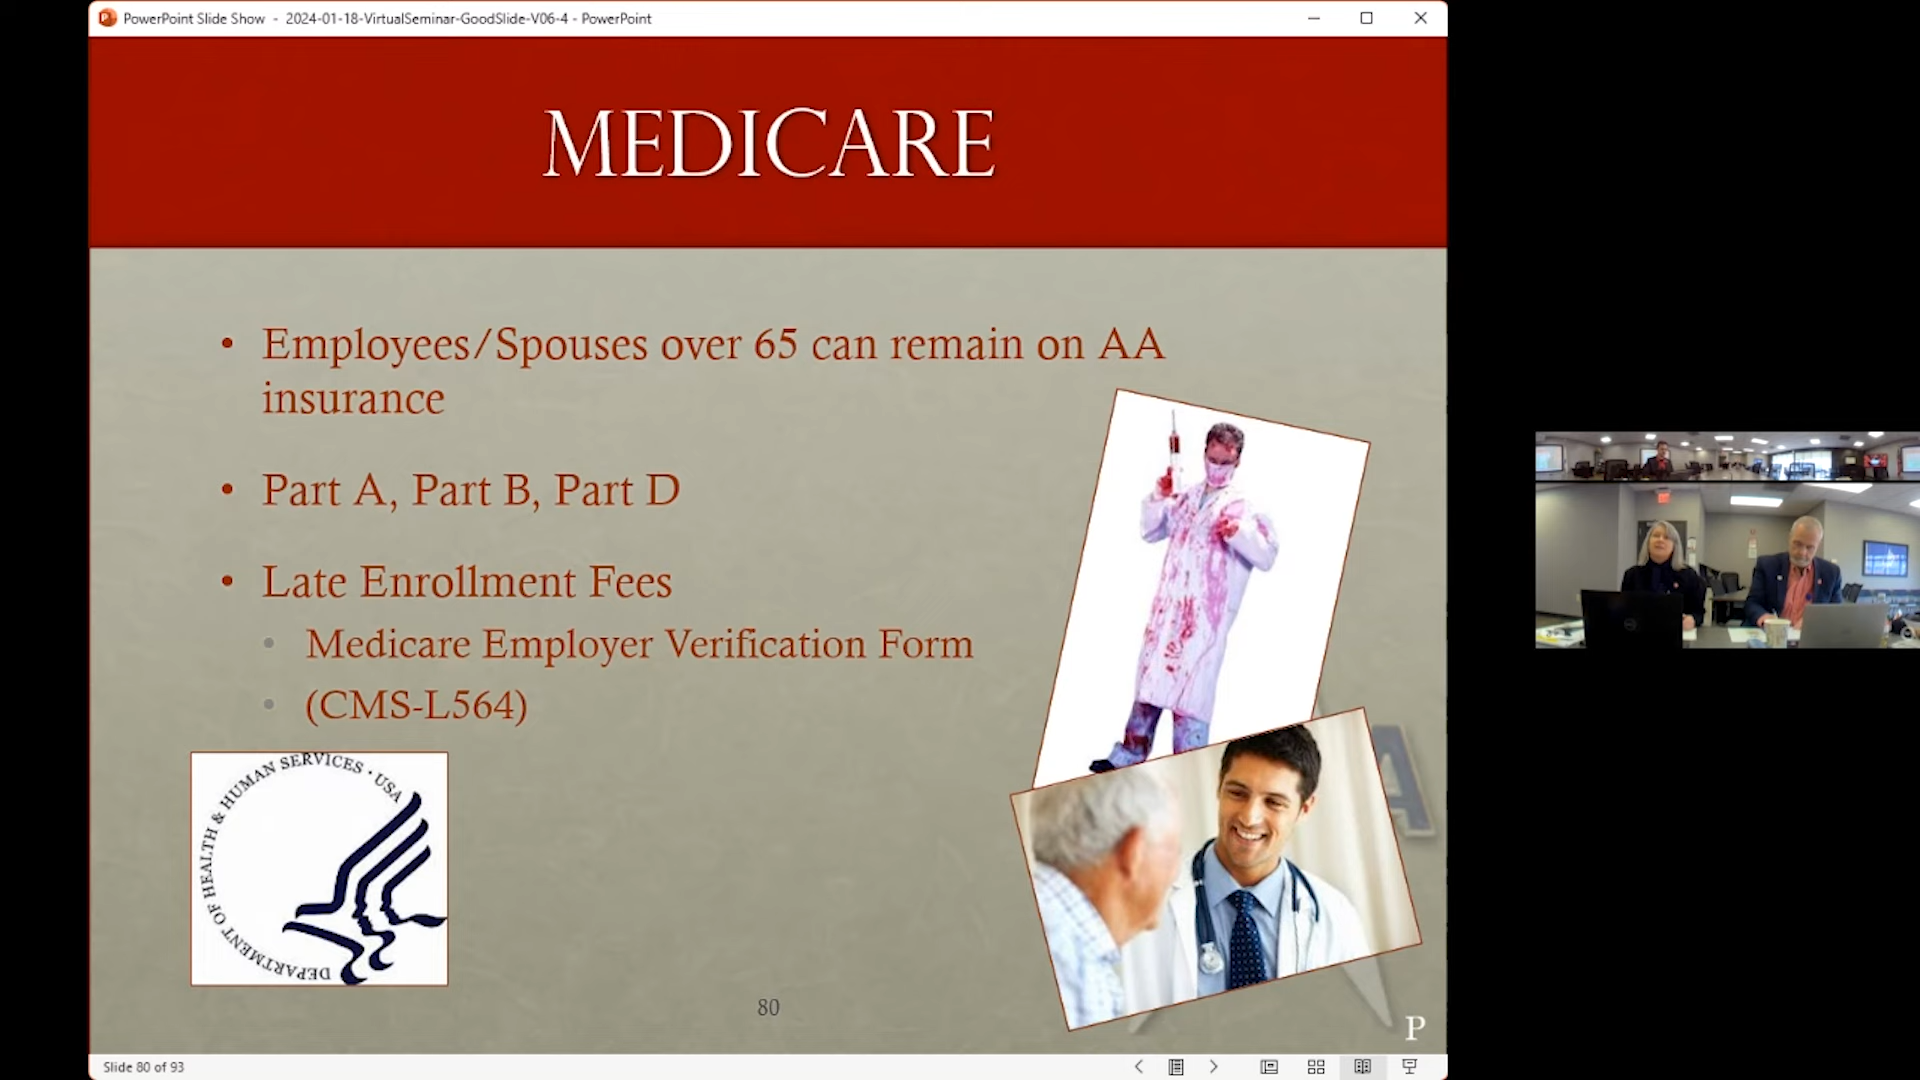 PowerPoint Slide Show - 2024-01-18-VirtualSeminar-GoodSlide-V06-4 - PowerPoint
MEDICARE
• Employees/Spouses over 65 can remain on AA
insurance
• Part A, Part B, Part D
• Late Enrollment Fees
• Medicare Employer Verification Form
• (CMS-L564)
DEPARTMENT OF HEALTH & HUMAN SERVICES • USA
A
80
P
Slide 80 of 93